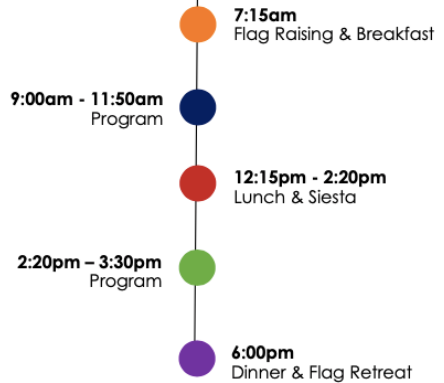 7:15am
Flag Raising & Breakfast
9:00am - 11:50am
Program
12:15pm - 2:20pm
Lunch & Siesta
2:20pm – 3:30pm
Program
6:00pm
Dinner & Flag Retreat